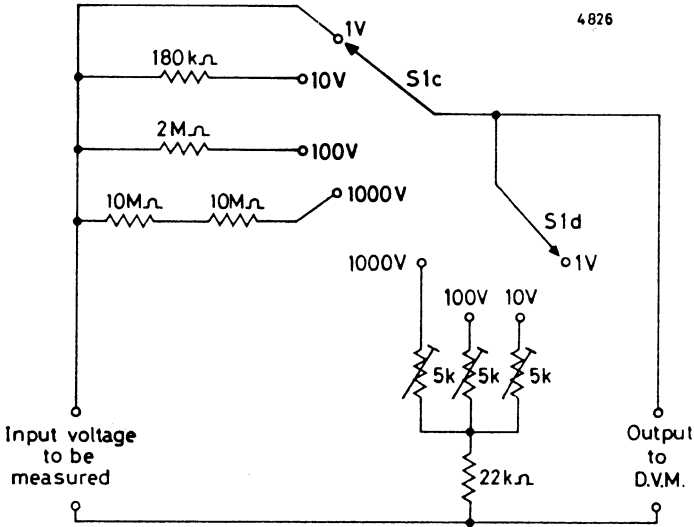 4826
1V
180kΩ
S1c
10V
2MΩ
100V
10MΩ 10MΩ
1000V
S1d
1000V
1V
100V 10V
5k 5k 5k
Input voltage
to be
measured
Output
to
D.V.M.
22kΩ